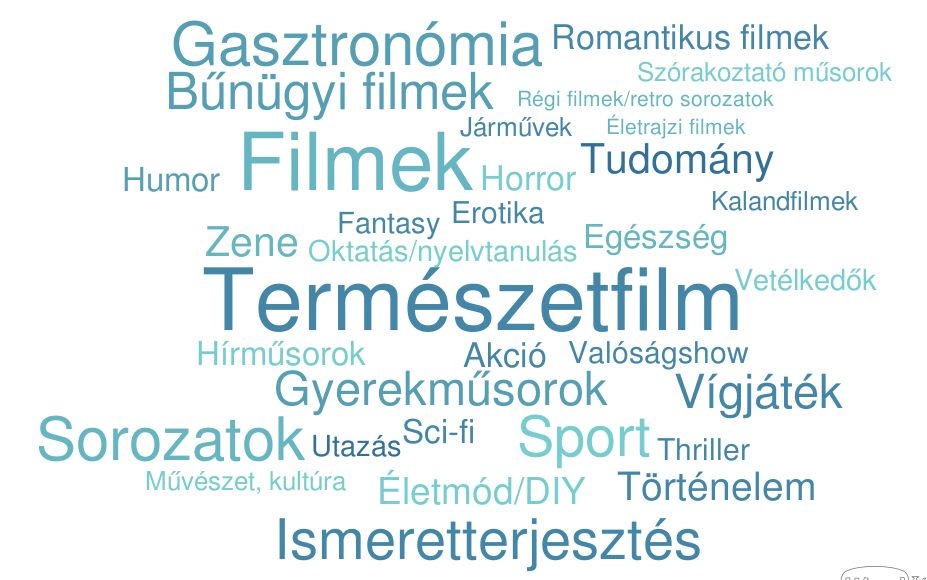 Gasztronómia Romantikus filmek
Szórakoztató műsorok
Bűnügyi filmek Régi filmek/retro sorozatok
Járművek Életrajzi filmek
Filmek Tudomány
Humor Horror
Kalandfilmek
Fantasy Erotika
Zene Oktatás/nyelvtanulás Egészség
Természetfilm Vetélkedők
Hírműsorok Akció Valóságshow
Gyerekműsorok Vígjáték
Sorozatok Utazás Sci-fi Sport Thriller
Művészet, kultúra Életmód/DIY Történelem
Ismeretterjesztés